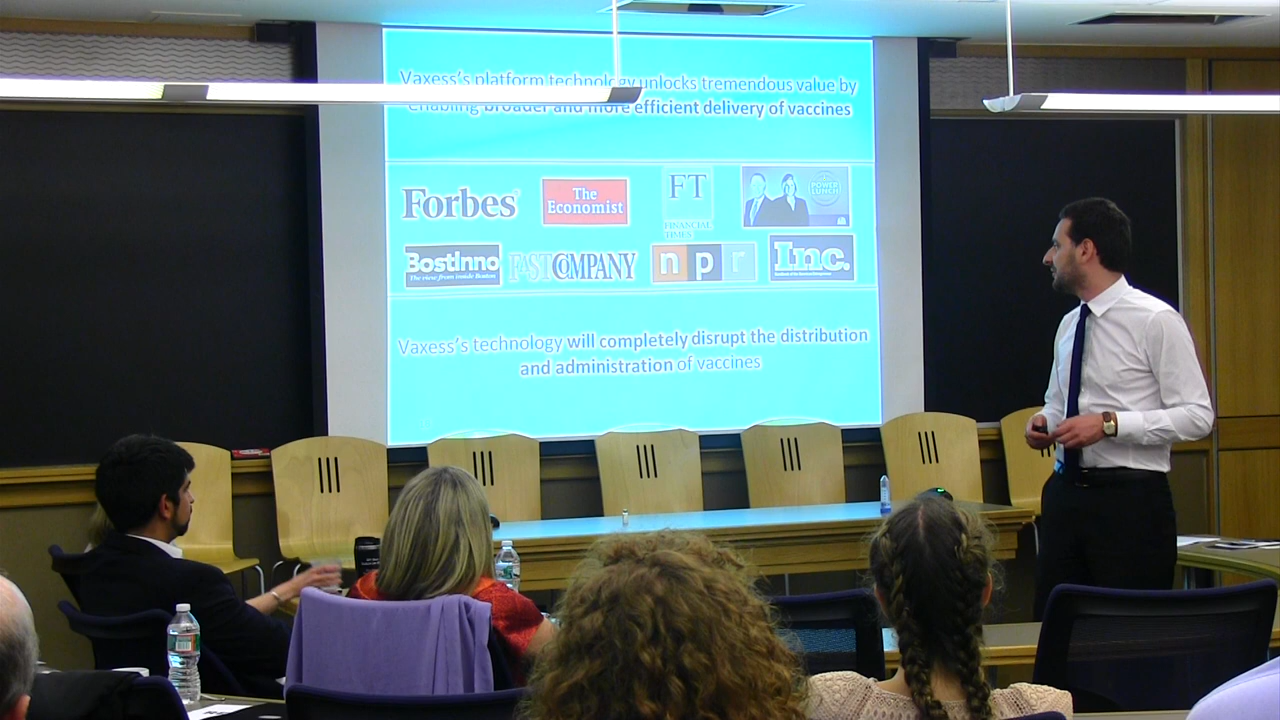 Vaxess's platform technology unlocks tremendous value by
enabling broader and more efficient delivery of vaccines
Forbes
The
Economist
FT
FINANCIAL
TIMES
POWER
LUNCH
BostInno
The view from inside Boston
FAST COMPANY
npr
Inc.
Vaxess's technology will completely disrupt the distribution
and administration of vaccines